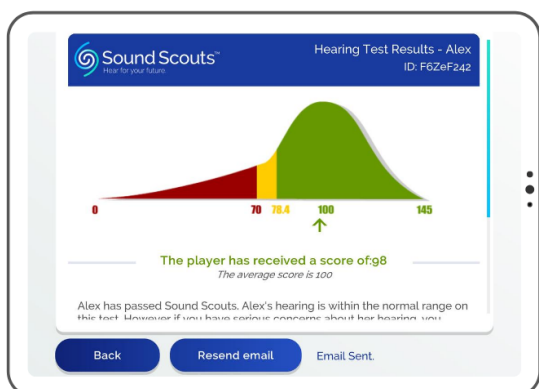 Sound Scouts™
Hear for your future.
Hearing Test Results - Alex
ID: F6ZeF242
0 70 78.4 100 145
The player has received a score of:98
The average score is 100
Alex has passed Sound Scouts. Alex's hearing is within the normal range on
this test. However if you have serious concerns about her hearing, you
Back
Resend email
Email Sent.